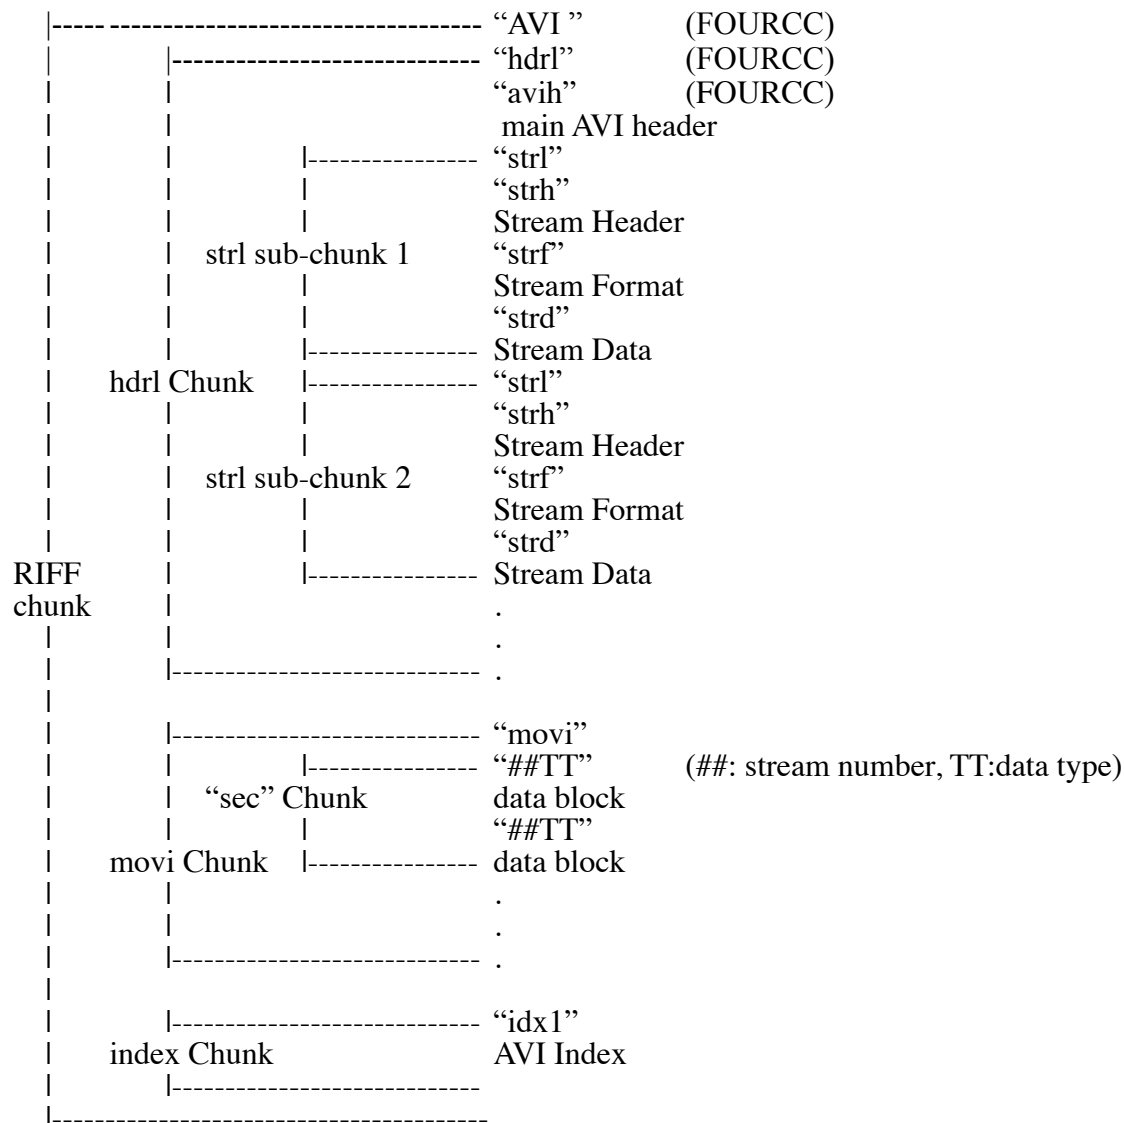 |----- ----------------------------------- “AVI ” (FOURCC)
| |----------------------------- “hdrl” (FOURCC)
| | “avih” (FOURCC)
| | main AVI header
| | |---------------- “strl”
| | | “strh”
| | | Stream Header
| | strl sub-chunk 1 “strf”
| | | Stream Format
| | | “strd”
| | |---------------- Stream Data
| hdrl Chunk |---------------- “strl”
| | | “strh”
| | | Stream Header
| | strl sub-chunk 2 “strf”
| | | Stream Format
| | | “strd”
RIFF | |---------------- Stream Data
chunk | .
| | .
| |----------------------------- .
|
| |----------------------------- “movi”
| | |---------------- “##TT” (##: stream number, TT:data type)
| | “sec” Chunk data block
| | | “##TT”
| movi Chunk |---------------- data block
| | .
| | .
| |----------------------------- .
|
| |----------------------------- “idx1”
| index Chunk AVI Index
| |-----------------------------
|-----------------------------------------